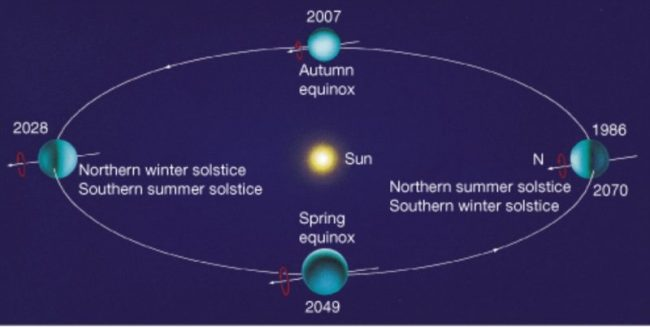 2007
Autumn
equinox
2028
Northern winter solstice
Southern summer solstice
Sun
1986
N
Northern summer solstice
Southern winter solstice
2070
Spring
equinox
2049